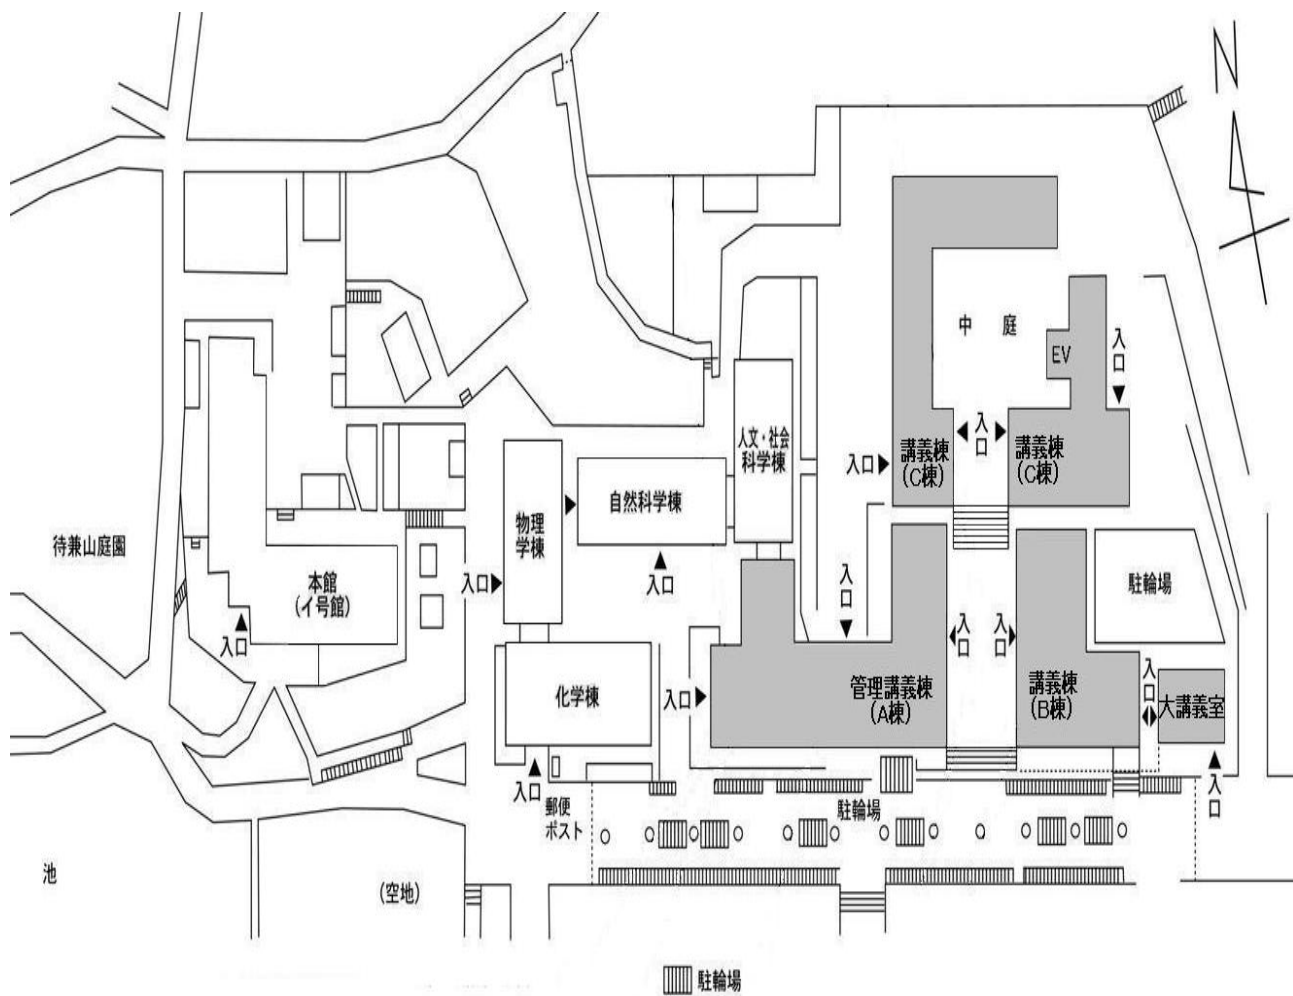 N
中 庭
EV
入口
入口
講義棟
(C棟)
講義棟
(C棟)
入口
人文・社会
科学棟
自然科学棟
物理
学棟
入口
入口
入口
待兼山庭園
本館
(イ号館)
入口
駐輪場
入口
入口
化学棟
入口
管理講義棟
(A棟)
講義棟
(B棟)
入口
大講義室
入口
入口
郵便
ポスト
駐輪場
池
(空地)
駐輪場